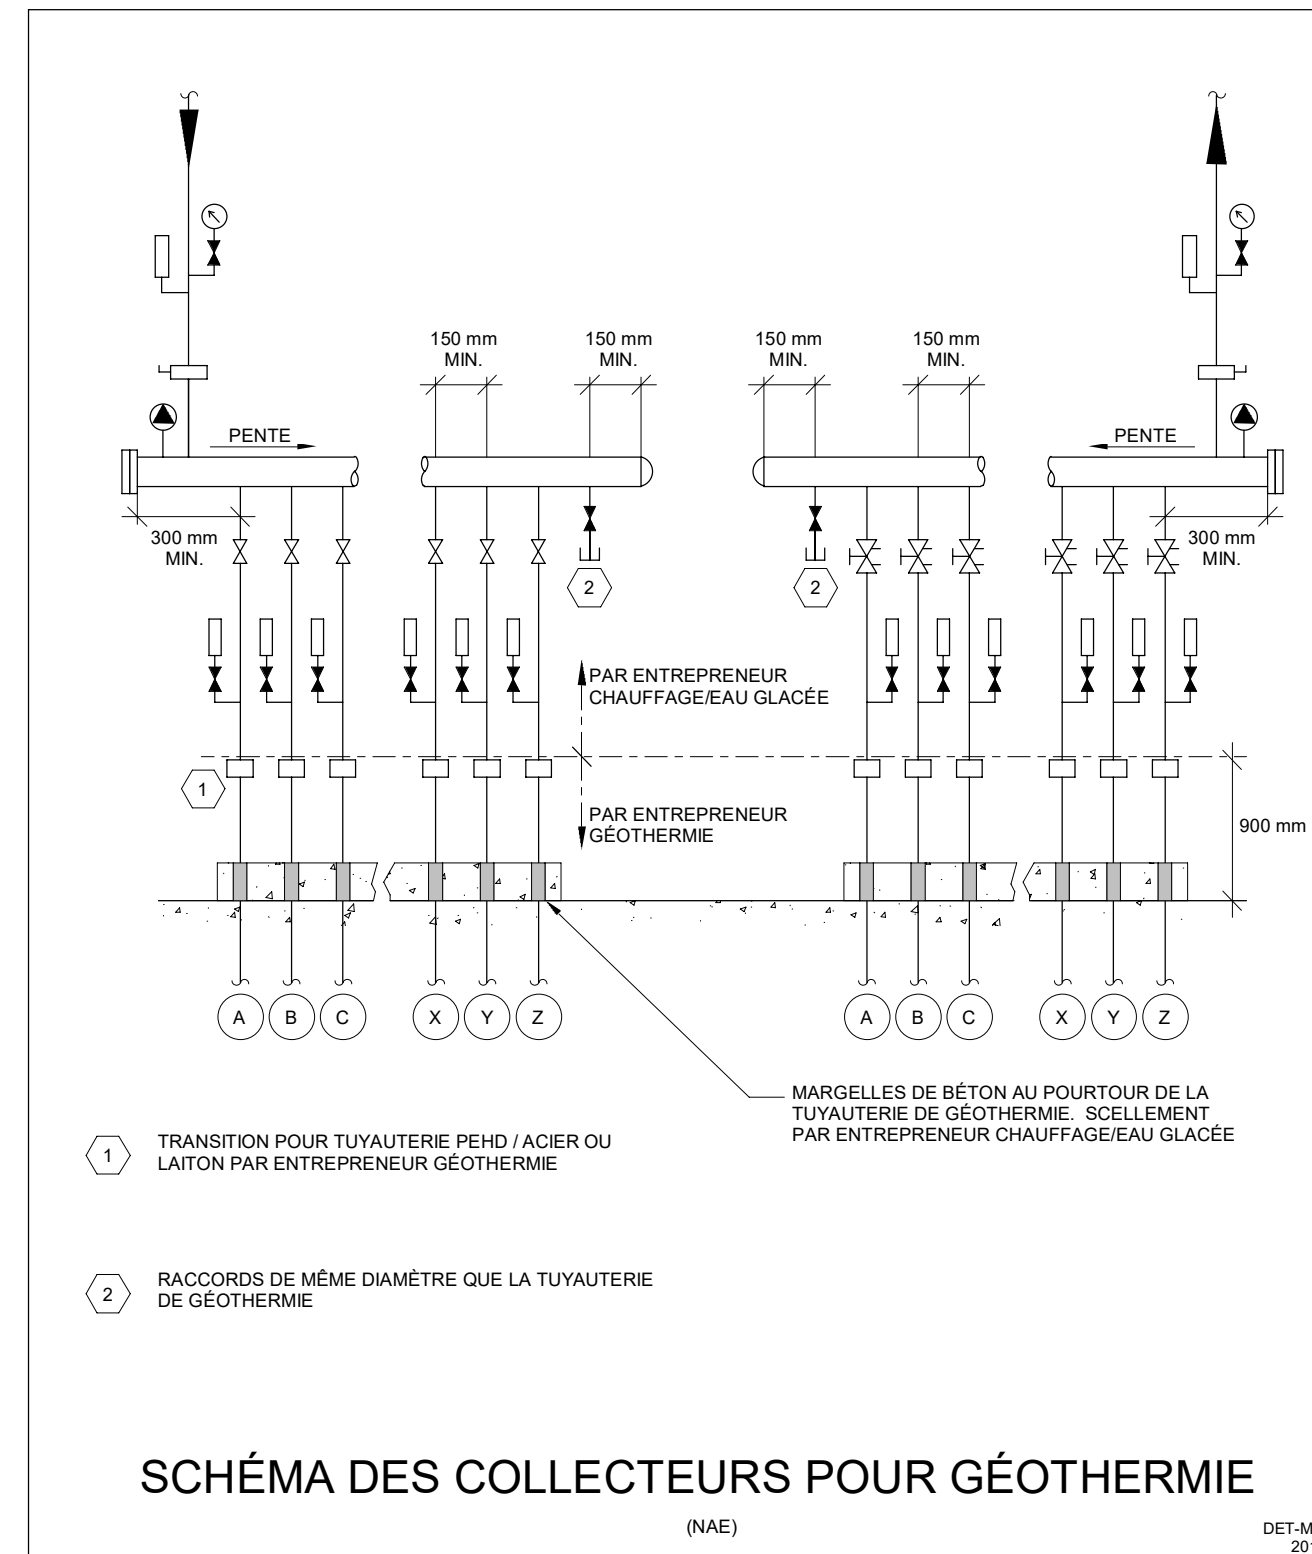 150 mm
MIN.
150 mm
MIN.
150 mm
MIN.
150 mm
MIN.
PENTE
PENTE
300 mm
MIN.
300 mm
MIN.
2
2
PAR ENTREPRENEUR
CHAUFFAGE/EAU GLACÉE
1
PAR ENTREPRENEUR
GÉOTHERMIE
900 mm
A B C X Y Z A B C X Y Z
MARGELLES DE BÉTON AU POURTOUR DE LA
TUYAUTERIE DE GÉOTHERMIE. SCELLEMENT
PAR ENTREPRENEUR CHAUFFAGE/EAU GLACÉE
1 TRANSITION POUR TUYAUTERIE PEHD / ACIER OU
LAITON PAR ENTREPRENEUR GÉOTHERMIE
2 RACCORDS DE MÊME DIAMÈTRE QUE LA TUYAUTERIE
DE GÉOTHERMIE
SCHÉMA DES COLLECTEURS POUR GÉOTHERMIE
(NAE)
DET-M